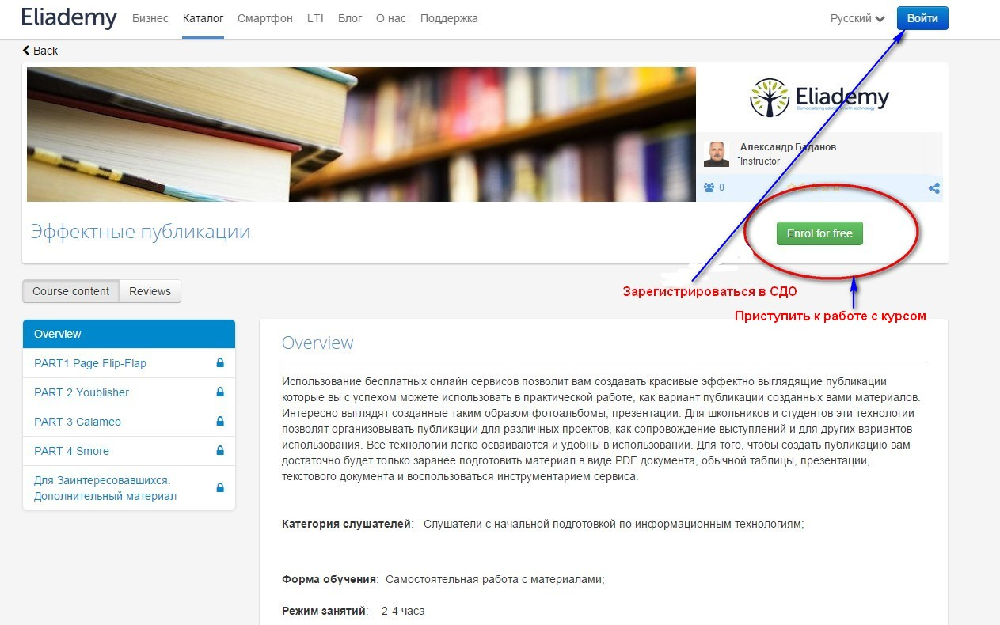 Eliademy Бизнес Каталог Смартфон LTI Блог О нас Поддержка Русский Войти
Back
Eliademy
Democratizing education with technology
Александр Баданов
Instructor
0
Эффектные публикации
Enrol for free
Зарегистрироваться в СДО
Приступить к работе с курсом
Course content Reviews
Overview
PART1 Page Flip-Flap
PART 2 Youblisher
PART 3 Calameo
PART 4 Smore
Для Заинтересовавшихся.
Дополнительный материал
Overview
Использование бесплатных онлайн сервисов позволит вам создавать красивые эффектно выглядящие публикации
которые вы с успехом можете использовать в практической работе, как вариант публикации созданных вами материалов.
Интересно выглядят созданные таким образом фотоальбомы, презентации. Для школьников и студентов эти технологии
позволят организовывать публикации для различных проектов, как сопровождение выступлений и для других вариантов
использования. Все технологии легко осваиваются и удобны в использовании. Для того, чтобы создать публикацию вам
достаточно будет только заранее подготовить материал в виде PDF документа, обычной таблицы, презентации,
текстового документа и воспользоваться инструментарием сервиса.
Категория слушателей: Слушатели с начальной подготовкой по информационным технологиям;
Форма обучения: Самостоятельная работа с материалами;
Режим занятий: 2-4 часа